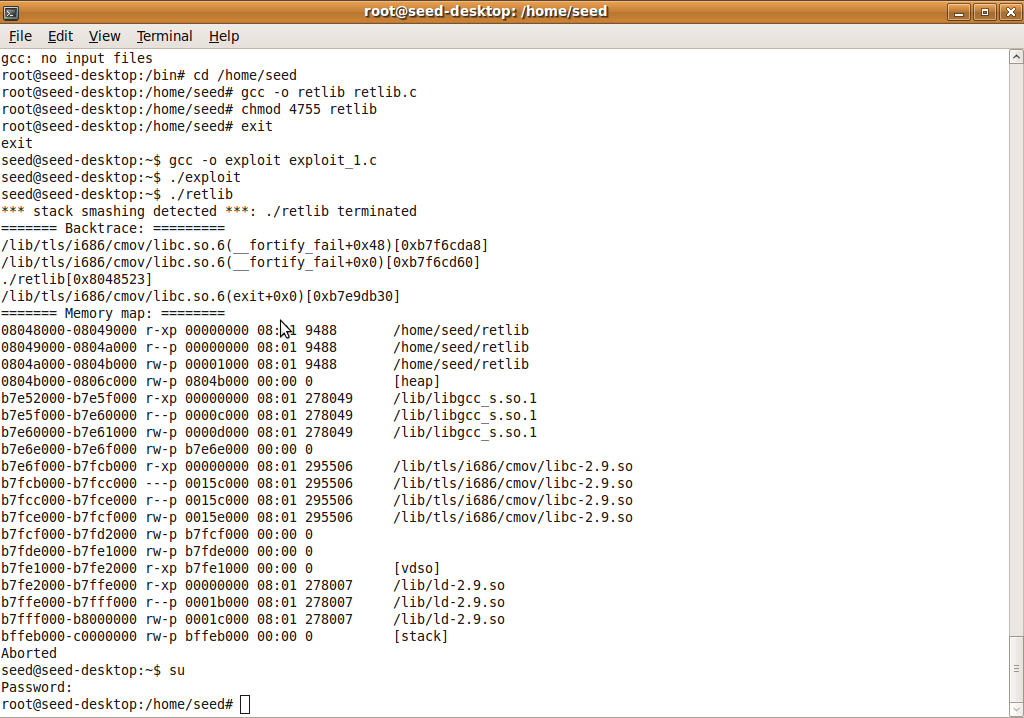 root@seed-desktop: /home/seed
File Edit View Terminal Help
gcc: no input files
root@seed-desktop:/bin# cd /home/seed
root@seed-desktop:/home/seed# gcc -o retlib retlib.c
root@seed-desktop:/home/seed# chmod 4755 retlib
root@seed-desktop:/home/seed# exit
exit
seed@seed-desktop:~$ gcc -o exploit exploit_1.c
seed@seed-desktop:~$ ./exploit
seed@seed-desktop:~$ ./retlib
*** stack smashing detected ***: ./retlib terminated
======= Backtrace: =========
/lib/tls/i686/cmov/libc.so.6(__fortify_fail+0x48)[0xb7f6cda8]
/lib/tls/i686/cmov/libc.so.6(__fortify_fail+0x0)[0xb7f6cd60]
./retlib[0x8048523]
/lib/tls/i686/cmov/libc.so.6(exit+0x0)[0xb7e9db30]
======= Memory map: ========
08048000-08049000 r-xp 00000000 08:01 9488       /home/seed/retlib
08049000-0804a000 r--p 00000000 08:01 9488       /home/seed/retlib
0804a000-0804b000 rw-p 00001000 08:01 9488       /home/seed/retlib
0804b000-0806c000 rw-p 0804b000 00:00 0          [heap]
b7e52000-b7e5f000 r-xp 00000000 08:01 278049     /lib/libgcc_s.so.1
b7e5f000-b7e60000 r--p 0000c000 08:01 278049     /lib/libgcc_s.so.1
b7e60000-b7e61000 rw-p 0000d000 08:01 278049     /lib/libgcc_s.so.1
b7e6e000-b7e6f000 rw-p b7e6e000 00:00 0
b7e6f000-b7fcb000 r-xp 00000000 08:01 295506     /lib/tls/i686/cmov/libc-2.9.so
b7fcb000-b7fcc000 ---p 0015c000 08:01 295506     /lib/tls/i686/cmov/libc-2.9.so
b7fcc000-b7fce000 r--p 0015c000 08:01 295506     /lib/tls/i686/cmov/libc-2.9.so
b7fce000-b7fcf000 rw-p 0015e000 08:01 295506     /lib/tls/i686/cmov/libc-2.9.so
b7fcf000-b7fd2000 rw-p b7fcf000 00:00 0
b7fde000-b7fe1000 rw-p b7fde000 00:00 0
b7fe1000-b7fe2000 r-xp b7fe1000 00:00 0          [vdso]
b7fe2000-b7ffe000 r-xp 00000000 08:01 278007     /lib/ld-2.9.so
b7ffe000-b7fff000 r--p 0001b000 08:01 278007     /lib/ld-2.9.so
b7fff000-b8000000 rw-p 0001c000 08:01 278007     /lib/ld-2.9.so
bffeb000-c0000000 rw-p bffeb000 00:00 0          [stack]
Aborted
seed@seed-desktop:~$ su
Password:
root@seed-desktop:/home/seed#